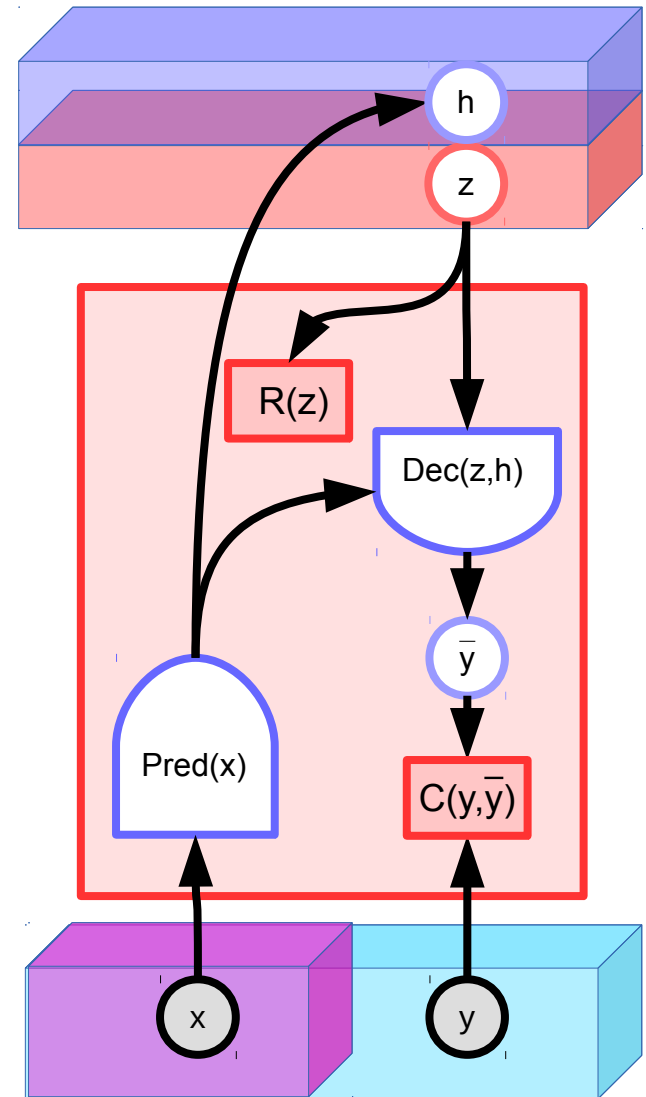 h
z
R(z)
Dec(z,h)
y̅
Pred(x)
C(y,y̅)
x
y